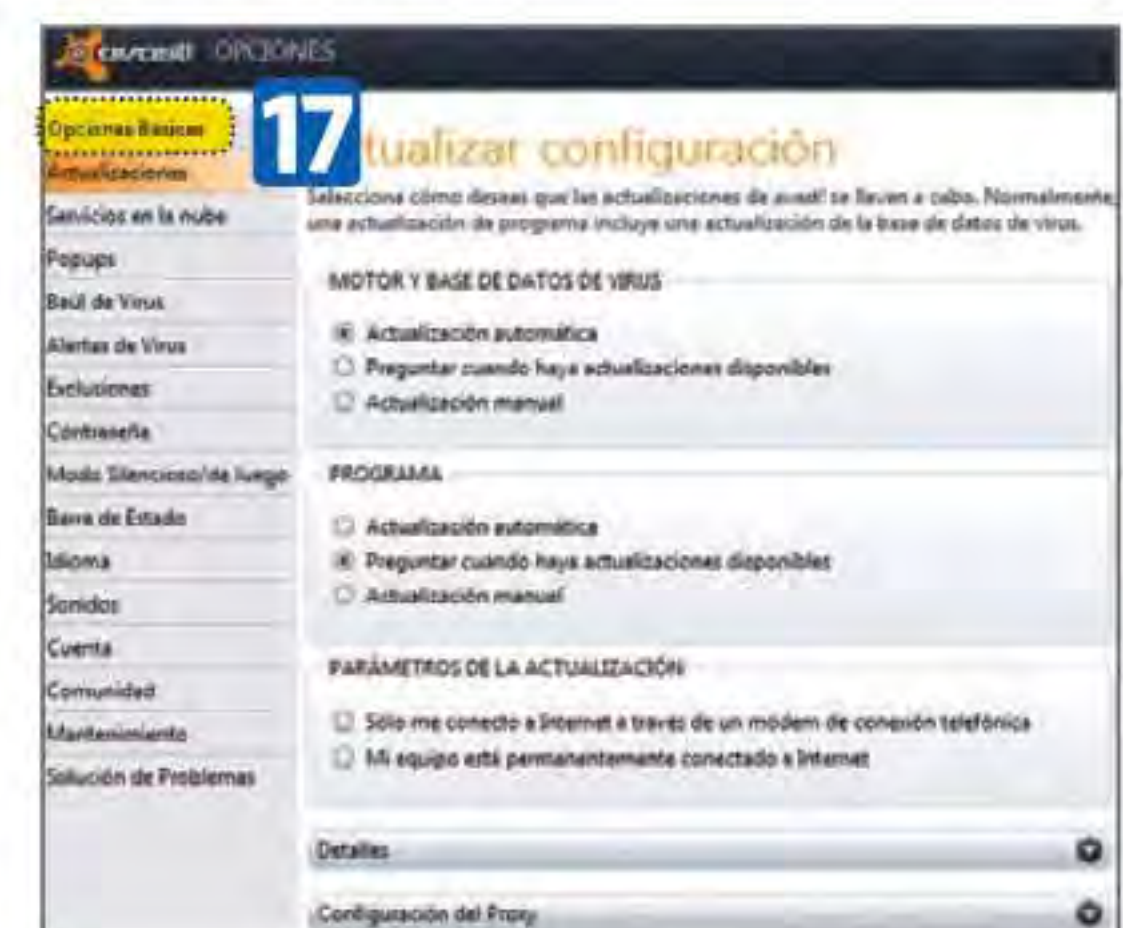 avast! OPCIONES
Opciones Básicas
17
tualizar configuración
Actualizaciones
Selecciona cómo deseas que las actualizaciones de avast! se lleven a cabo. Normalmente,
una actualización de programa incluye una actualización de la base de datos de virus.
Servicios en la nube
Popups
Baúl de Virus
Alertas de Virus
Exclusiones
Contraseña
Modo Silencioso/de Juego
Barra de Estado
Idioma
Sonidos
Cuenta
Comunidad
Mantenimiento
Solución de Problemas
MOTOR Y BASE DE DATOS DE VIRUS
Actualización automática
Preguntar cuando haya actualizaciones disponibles
Actualización manual
PROGRAMA
Actualización automática
Preguntar cuando haya actualizaciones disponibles
Actualización manual
PARÁMETROS DE LA ACTUALIZACIÓN
Sólo me conecto a Internet a través de un módem de conexión telefónica
Mi equipo está permanentemente conectado a Internet
Detalles
Configuración del Proxy